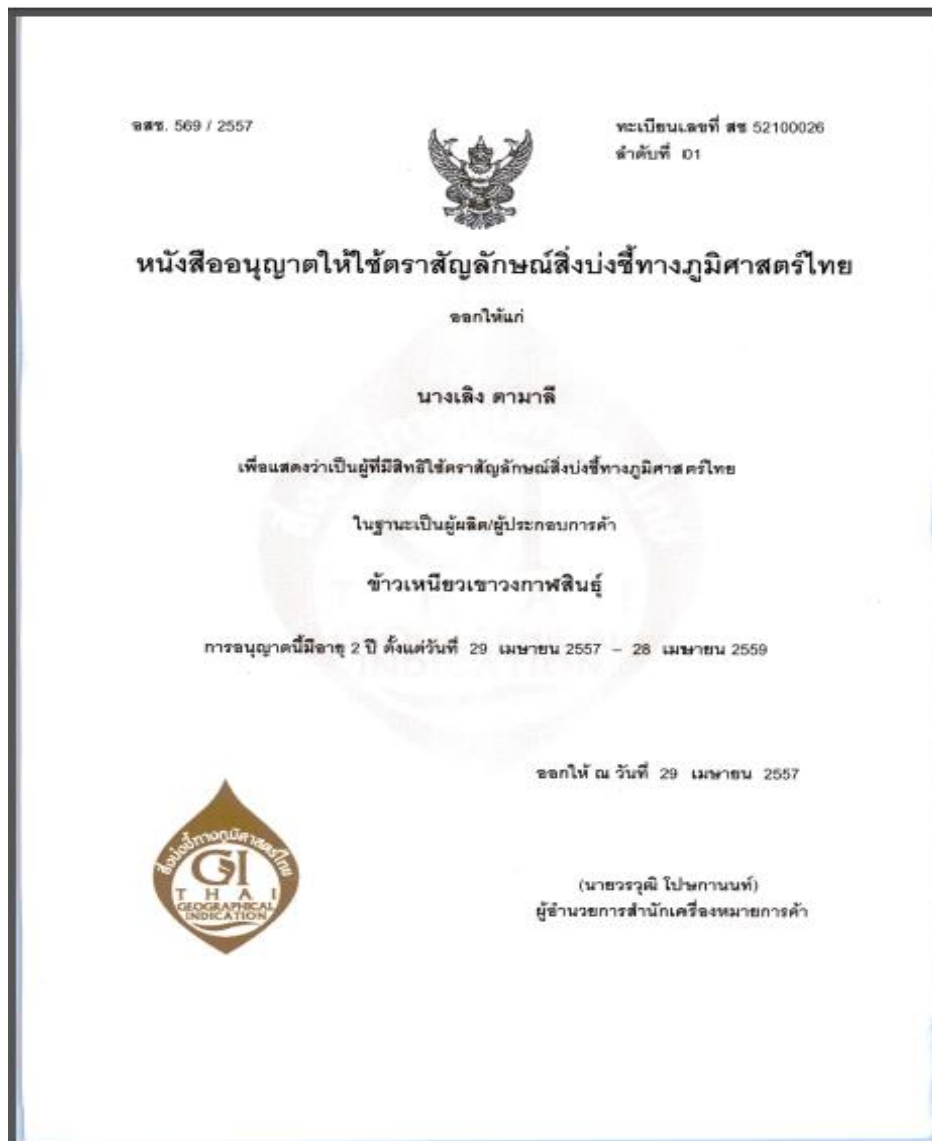 อสช. 569 / 2557
ทะเบียนเลขที่ สช 52100026
ลำดับที่ 101
หนังสืออนุญาตให้ใช้ตราสัญลักษณ์สิ่งบ่งชี้ทางภูมิศาสตร์ไทย
ออกให้แก่
นางเลิง ตามาลี
เพื่อแสดงว่าเป็นผู้ที่มีสิทธิใช้ตราสัญลักษณ์สิ่งบ่งชี้ทางภูมิศาสตร์ไทย
ในฐานะเป็นผู้ผลิต/ผู้ประกอบการค้า
ข้าวเหนียวเขาวงกาฬสินธุ์
การอนุญาตนี้มีอายุ 2 ปี ตั้งแต่วันที่ 29 เมษายน 2557 – 28 เมษายน 2559
ออกให้ ณ วันที่ 29 เมษายน 2557
สิ่งบ่งชี้ทางภูมิศาสตร์ไทย
GI
THAI
GEOGRAPHICAL
INDICATION
(นายวรวุฒิ โปษกานนท์)
ผู้อำนวยการสำนักเครื่องหมายการค้า